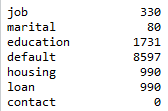 job 330
marital 80
education 1731
default 8597
housing 990
loan 990
contact 0